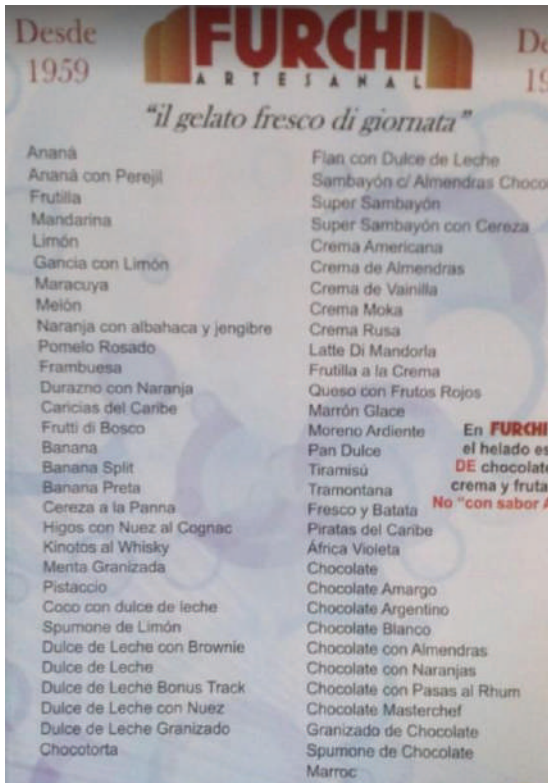 Desde
1959
FURCHI
ARTESANAL
"il gelato fresco di giornata"
Ananá
Ananá con Perejil
Frutilla
Mandarina
Limón
Gancia con Limón
Maracuya
Melón
Naranja con albahaca y jengibre
Pomelo Rosado
Frambuesa
Durazno con Naranja
Caricias del Caribe
Frutti di Bosco
Banana
Banana Split
Banana Preta
Cereza a la Panna
Higos con Nuez al Cognac
Kinotos al Whisky
Menta Granizada
Pistaccio
Coco con dulce de leche
Spumone de Limón
Dulce de Leche con Brownie
Dulce de Leche
Dulce de Leche Bonus Track
Dulce de Leche con Nuez
Dulce de Leche Granizado
Chocotorta
Flan con Dulce de Leche
Sambayón c/ Almendras Choco
Super Sambayón
Super Sambayón con Cereza
Crema Americana
Crema de Almendras
Crema de Vainilla
Crema Moka
Crema Rusa
Latte Di Mandorla
Frutilla a la Crema
Queso con Frutos Rojos
Marrón Glace
Moreno Ardiente
Pan Dulce
Tiramisú
Tramontana
Fresco y Batata
Piratas del Caribe
África Violeta
Chocolate
Chocolate Amargo
Chocolate Argentino
Chocolate Blanco
Chocolate con Almendras
Chocolate con Naranjas
Chocolate con Pasas al Rhum
Chocolate Masterchef
Granizado de Chocolate
Spumone de Chocolate
Marroc
En FURCHI
el helado es
DE chocolate
crema y fruta
No "con sabor A
De
19